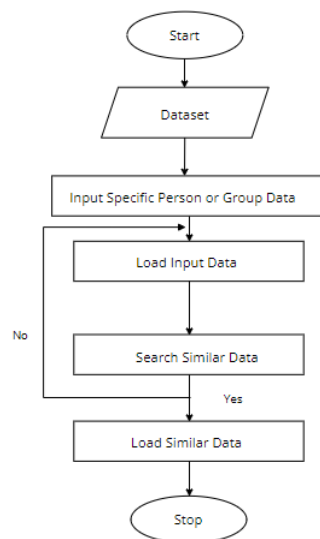 Start
Dataset
Input Specific Person or Group Data
Load Input Data
No
Search Similar Data
Yes
Load Similar Data
Stop